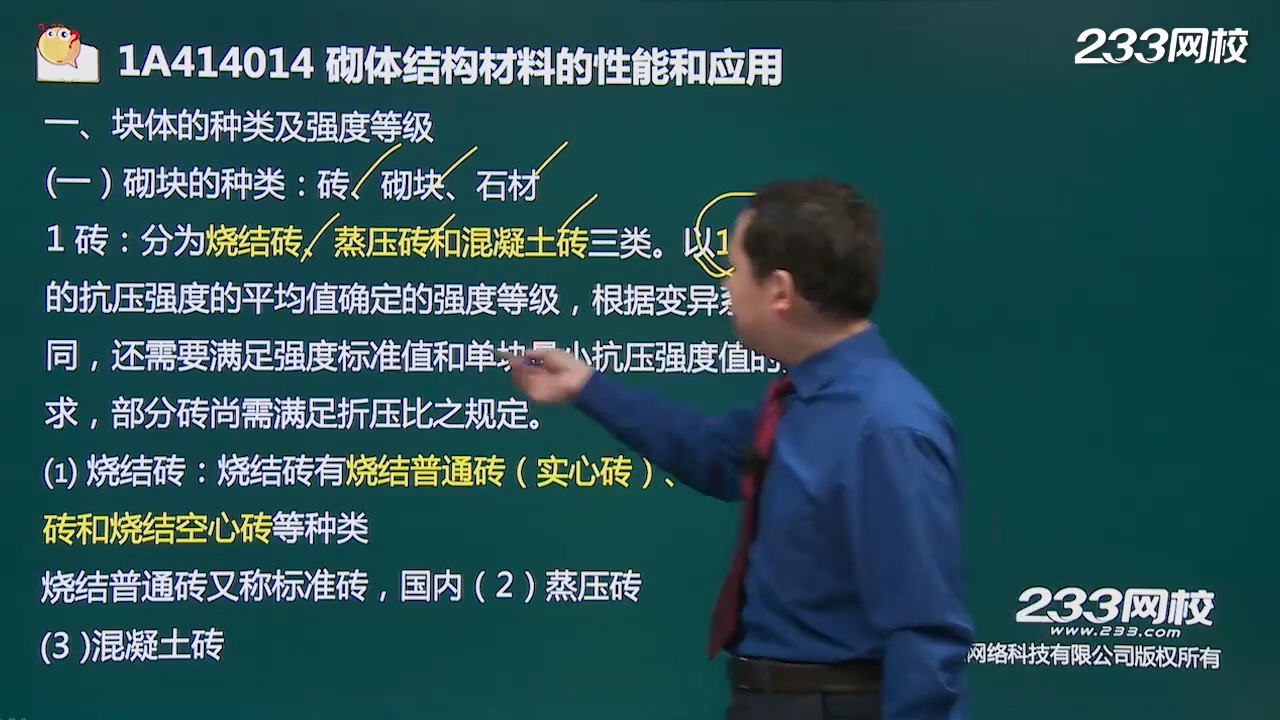 1A414014 砌体结构材料的性能和应用
233网校
一、块体的种类及强度等级
(一）砌块的种类：砖、砌块、石材
1 砖：分为烧结砖、蒸压砖和混凝土砖三类。以1
的抗压强度的平均值确定的强度等级，根据变异
同，还需要满足强度标准值和单块最小抗压强度值的
求，部分砖尚需满足折压比之规定。
(1) 烧结砖：烧结砖有烧结普通砖（实心砖）、
砖和烧结空心砖等种类
烧结普通砖又称标准砖，国内（2）蒸压砖
(3 )混凝土砖
233网校
www.233.com
网络科技有限公司版权所有